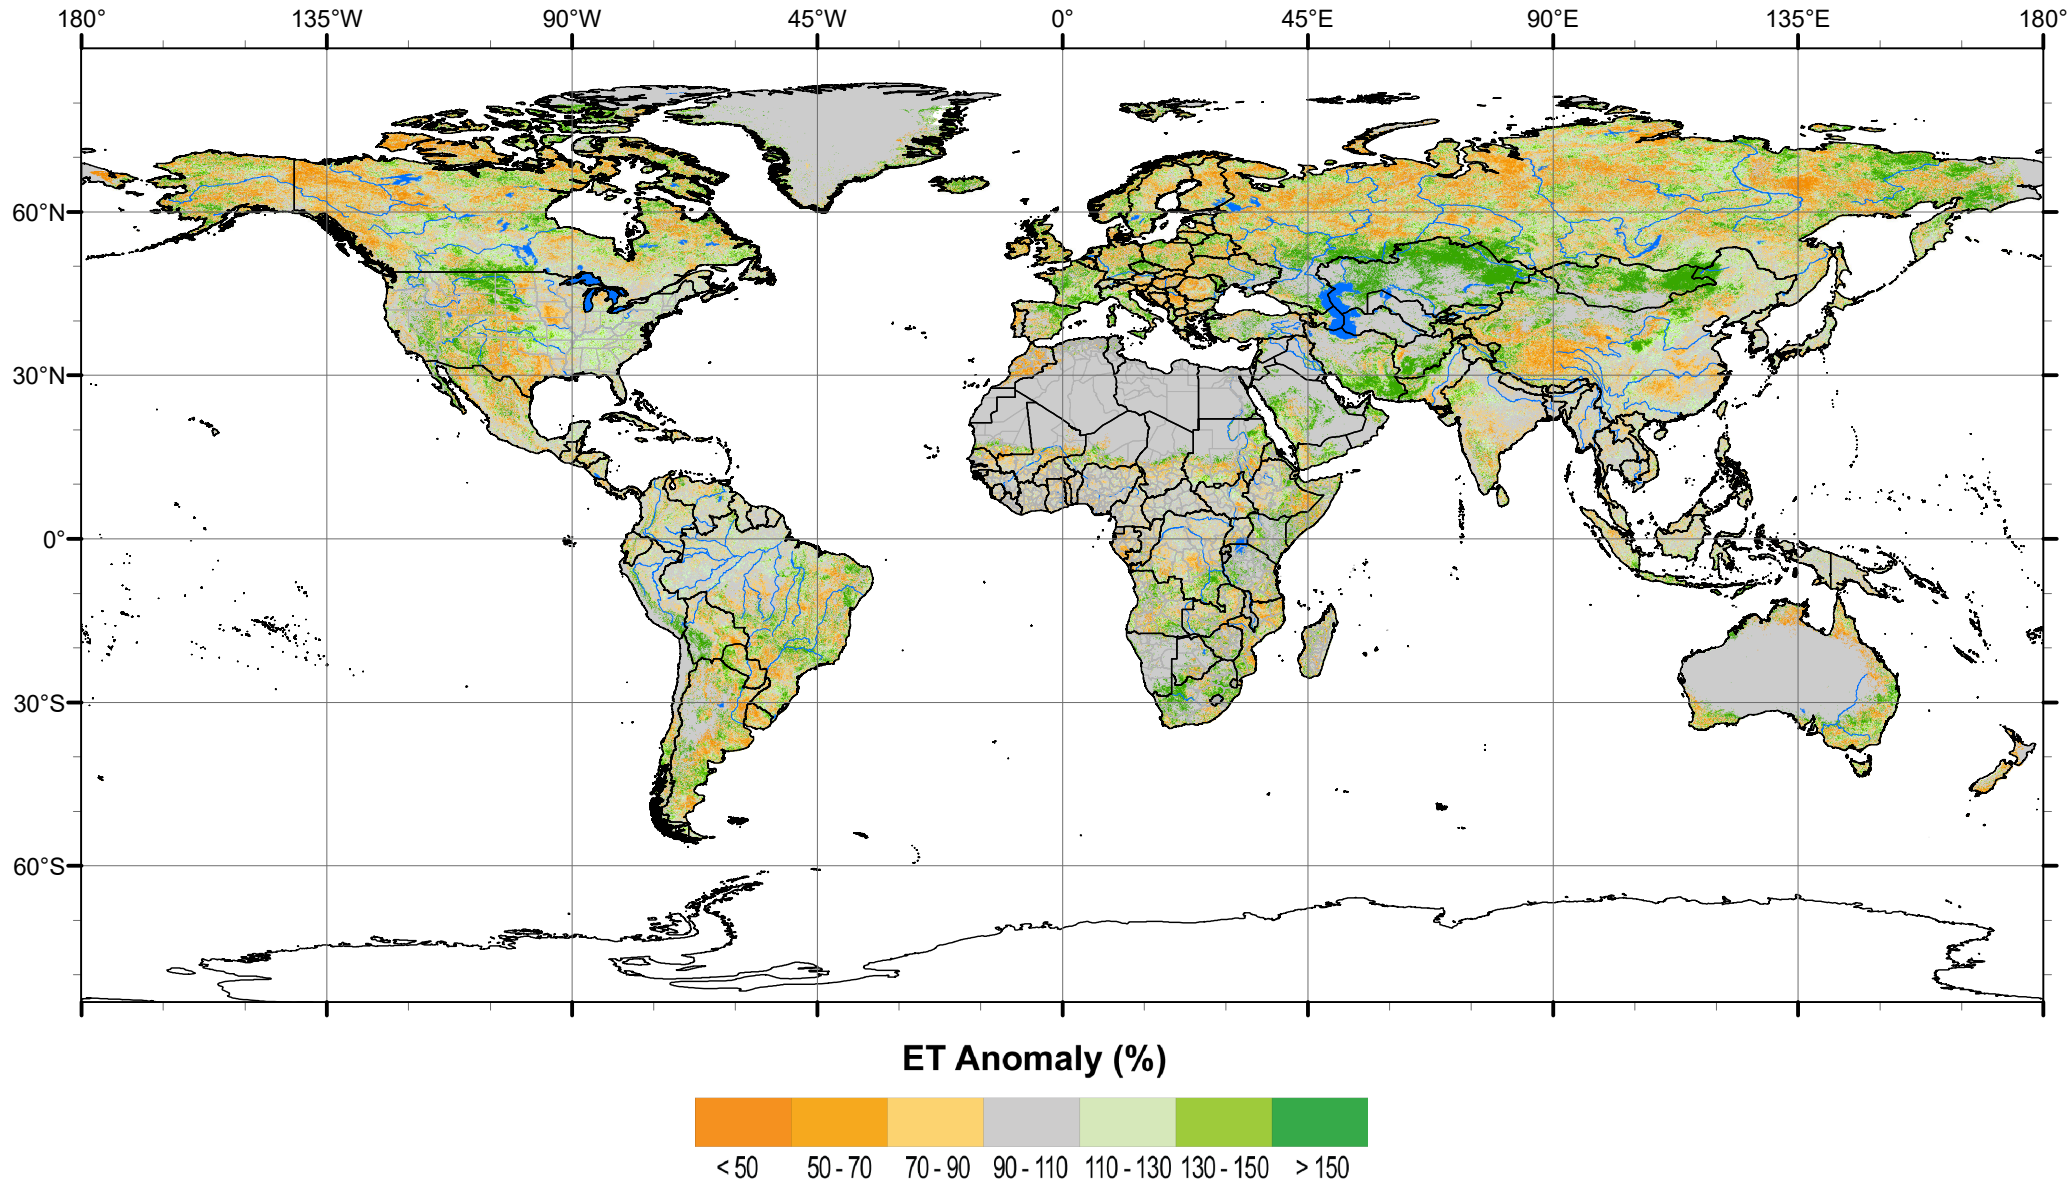 180° 135°W 90°W 45°W 0° 45°E 90°E 135°E 180°
60°N
30°N
0°
30°S
60°S
ET Anomaly (%)
< 50 50 - 70 70 - 90 90 - 110 110 - 130 130 - 150 > 150